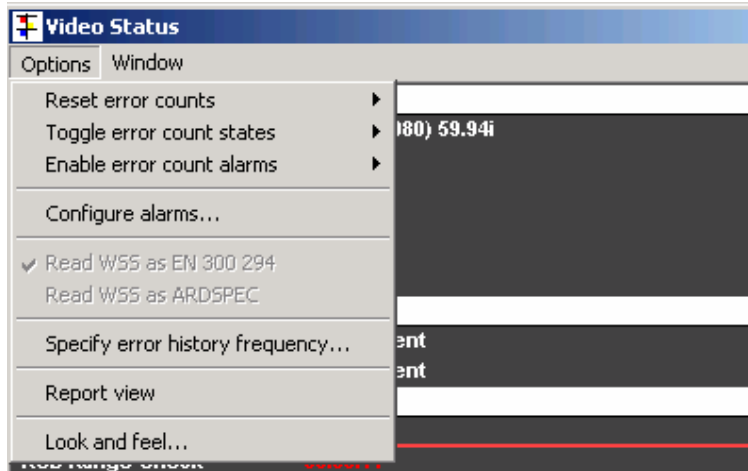 Video Status
Options Window
Reset error counts
Toggle error count states
080) 59.94i
Enable error count alarms
Configure alarms...
Read WSS as EN 300 294
Read WSS as ARDSPEC
Specify error history frequency...
ent
ent
Report view
Look and feel...